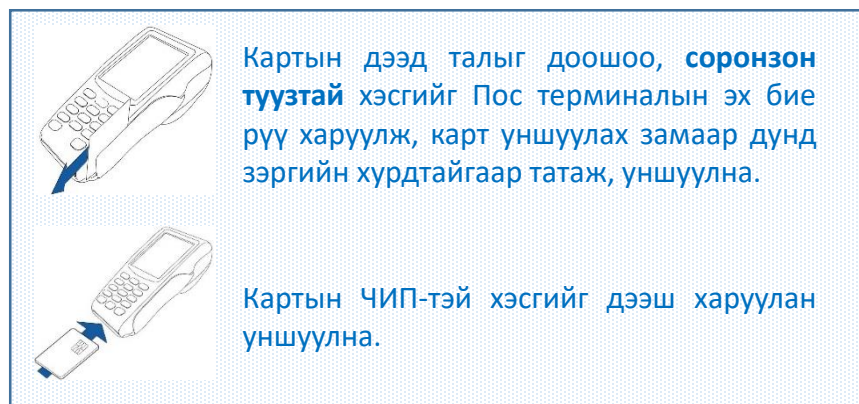 Картын дээд талыг доошоо, соронзон
туузтай хэсгийг Пос терминалын эх бие
рүү харуулж, карт уншуулах замаар дунд
зэргийн хурдтайгаар татаж, уншуулна.
Картын ЧИП-тэй хэсгийг дээш харуулан
уншуулна.